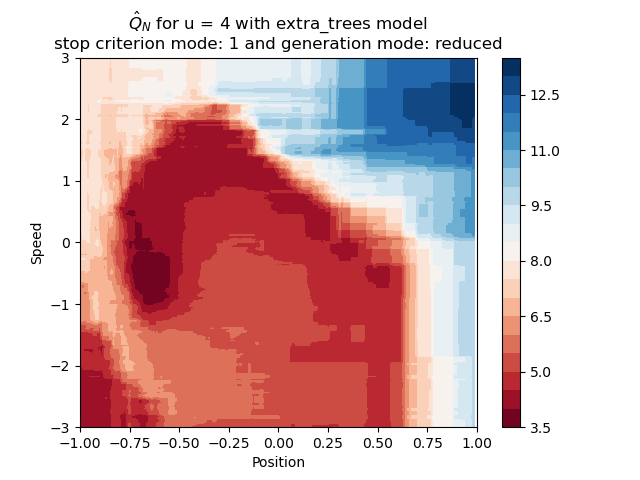 Q̂_N for u = 4 with extra_trees model
stop criterion mode: 1 and generation mode: reduced
3
2
1
0
−1
−2
−3
Speed
−1.00 −0.75 −0.50 −0.25 0.00 0.25 0.50 0.75 1.00
Position
12.5
11.0
9.5
8.0
6.5
5.0
3.5